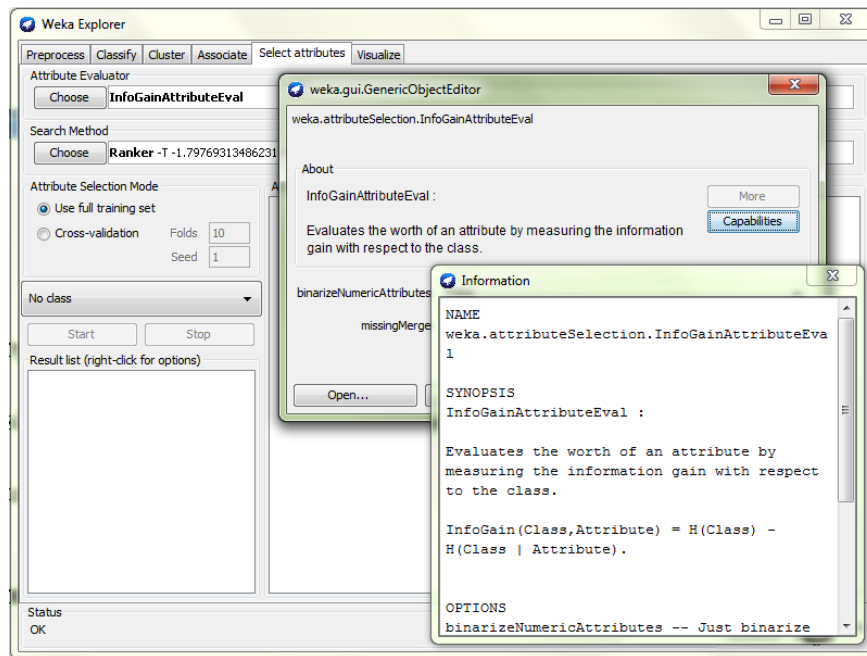 Weka Explorer
Preprocess Classify Cluster Associate Select attributes Visualize
Attribute Evaluator
Choose InfoGainAttributeEval
Search Method
Choose Ranker -T -1.79769313486231
Attribute Selection Mode
Use full training set
Cross-validation Folds 10
Seed 1
No class
Start Stop
Result list (right-click for options)
Status
OK
weka.gui.GenericObjectEditor
weka.attributeSelection.InfoGainAttributeEval
About
InfoGainAttributeEval :
More
Evaluates the worth of an attribute by measuring the information
gain with respect to the class.
Capabilities
binarizeNumericAttributes
missingMerge
Open...
Information
NAME
weka.attributeSelection.InfoGainAttributeEva
l
SYNOPSIS
InfoGainAttributeEval :
Evaluates the worth of an attribute by
measuring the information gain with respect
to the class.
InfoGain(Class,Attribute) = H(Class) -
H(Class | Attribute).
OPTIONS
binarizeNumericAttributes -- Just binarize